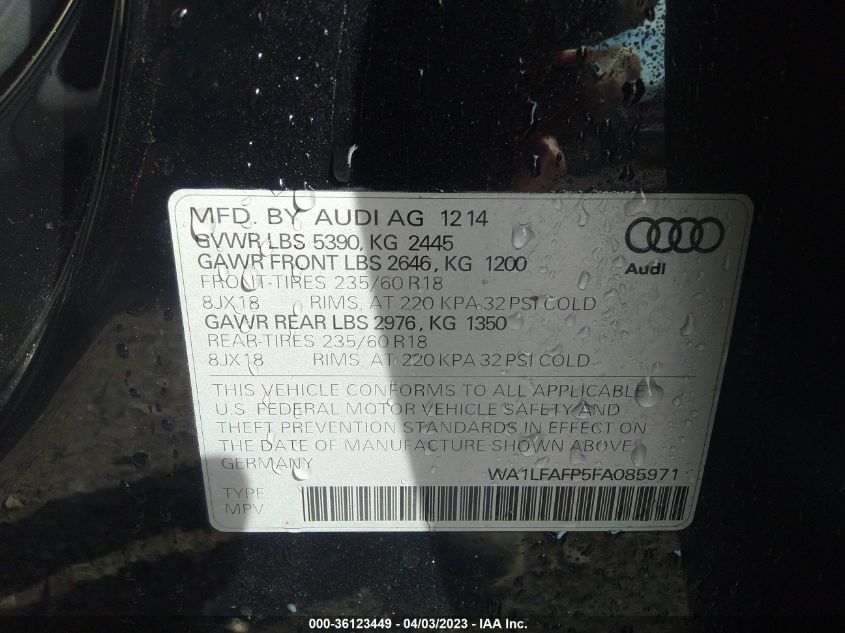 MFD. BY AUDI AG 12 14
GVWR LBS 5390, KG 2445
GAWR FRONT LBS 2646, KG 1200
FRONT-TIRES 235/60 R18
8JX18 RIMS, AT 220 KPA 32 PSI COLD
GAWR REAR LBS 2976, KG 1350
REAR-TIRES 235/60 R18
8JX18 RIMS, AT 220 KPA 32 PSI COLD
Audi
THIS VEHICLE CONFORMS TO ALL APPLICABLE
U.S. FEDERAL MOTOR VEHICLE SAFETY AND
THEFT PREVENTION STANDARDS IN EFFECT ON
THE DATE OF MANUFACTURE SHOWN ABOVE,
GERMANY
WA1LFAFP5FA085971
TYPE
MPV
000-36123449 - 04/03/2023 - IAA Inc.